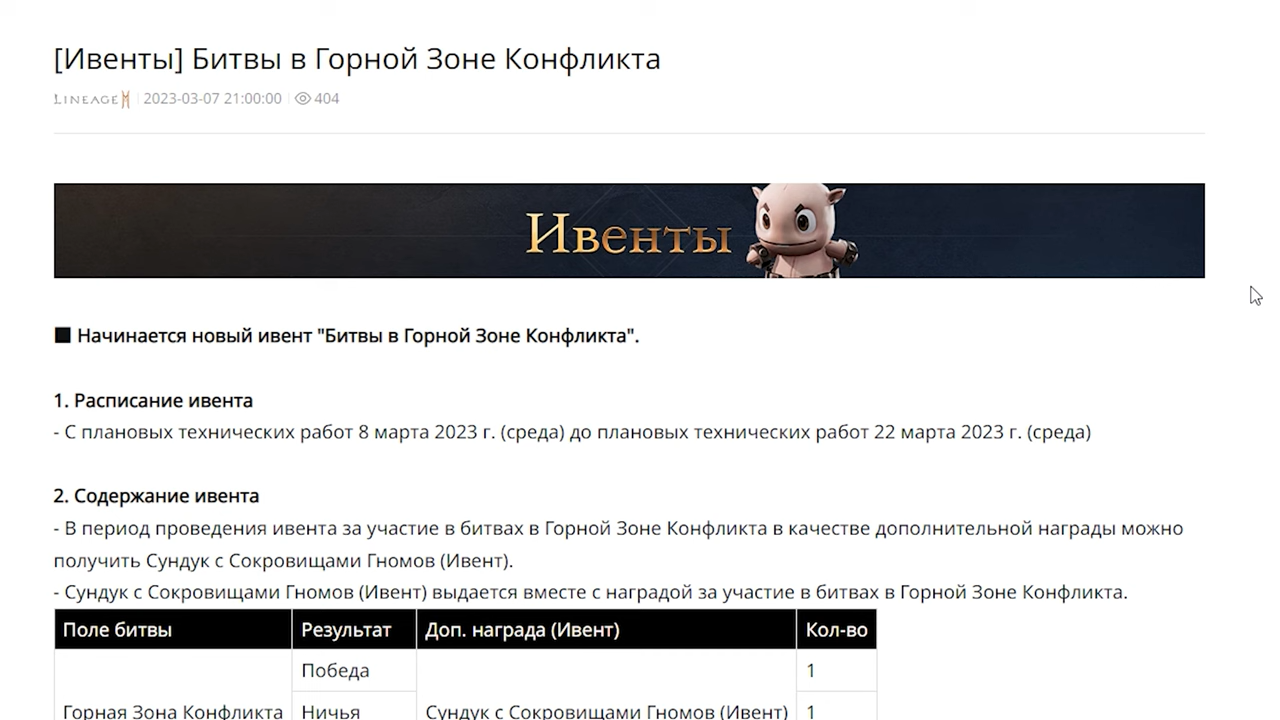 [Ивенты] Битвы в Горной Зоне Конфликта
LINEAGEM 2023-03-07 21:00:00 404
Ивенты
Начинается новый ивент "Битвы в Горной Зоне Конфликта".
1. Расписание ивента
- С плановых технических работ 8 марта 2023 г. (среда) до плановых технических работ 22 марта 2023 г. (среда)
2. Содержание ивента
- В период проведения ивента за участие в битвах в Горной Зоне Конфликта в качестве дополнительной награды можно
получить Сундук с Сокровищами Гномов (Ивент).
- Сундук с Сокровищами Гномов (Ивент) выдается вместе с наградой за участие в битвах в Горной Зоне Конфликта.
Поле битвы Результат Доп. награда (Ивент) Кол-во
Победа 1
Горная Зона Конфликта Ничья Сундук с Сокровищами Гномов (Ивент) 1